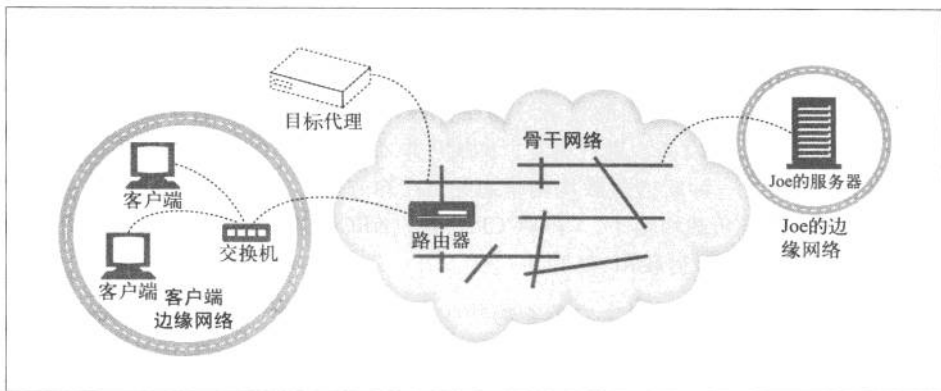 目标代理
骨干网络
客户端
交换机
客户端
客户端
边缘网络
路由器
Joe的服务器
Joe的边
缘网络